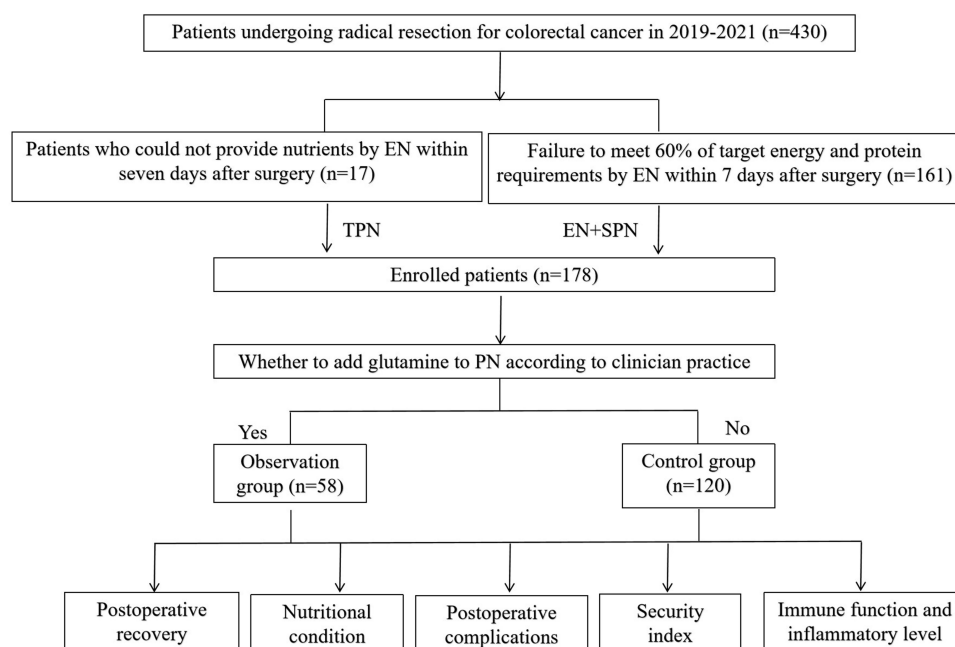 Patients undergoing radical resection for colorectal cancer in 2019-2021 (n=430)
Patients who could not provide nutrients by EN within
seven days after surgery (n=17)
Failure to meet 60% of target energy and protein
requirements by EN within 7 days after surgery (n=161)
TPN
EN+SPN
Enrolled patients (n=178)
Whether to add glutamine to PN according to clinician practice
Yes
No
Observation
group (n=58)
Control group
(n=120)
Postoperative
recovery
Nutritional
condition
Postoperative
complications
Security
index
Immune function and
inflammatory level